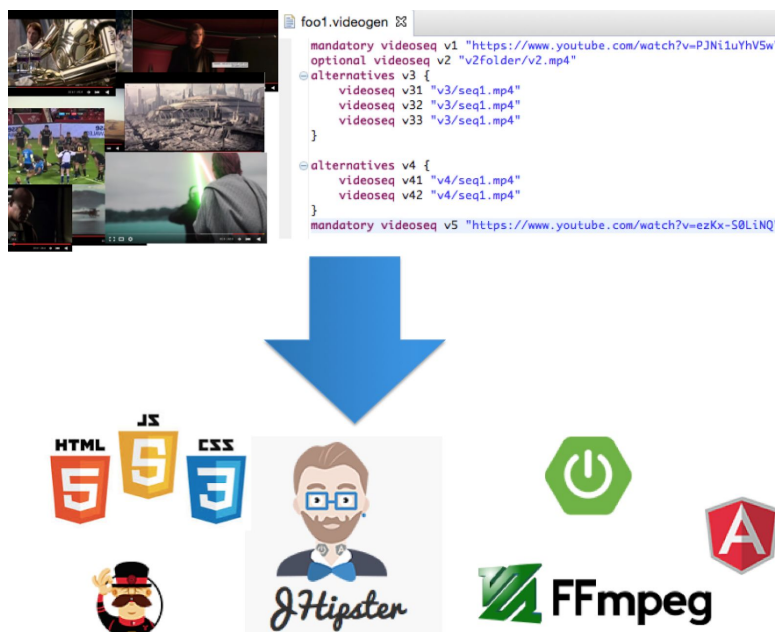 foo1.videogen
mandatory videoseq v1 "https://www.youtube.com/watch?v=PJNi1uYhV5w
optional videoseq v2 "v2folder/v2.mp4"
alternatives v3 {
videoseq v31 "v3/seq1.mp4"
videoseq v32 "v3/seq1.mp4"
videoseq v33 "v3/seq1.mp4"
}
alternatives v4 {
videoseq v41 "v4/seq1.mp4"
videoseq v42 "v4/seq1.mp4"
}
mandatory videoseq v5 "https://www.youtube.com/watch?v=ezKx-S0LiNQ
JS
HTML
CSS
5
5
3
A
JHipster
FFmpeg